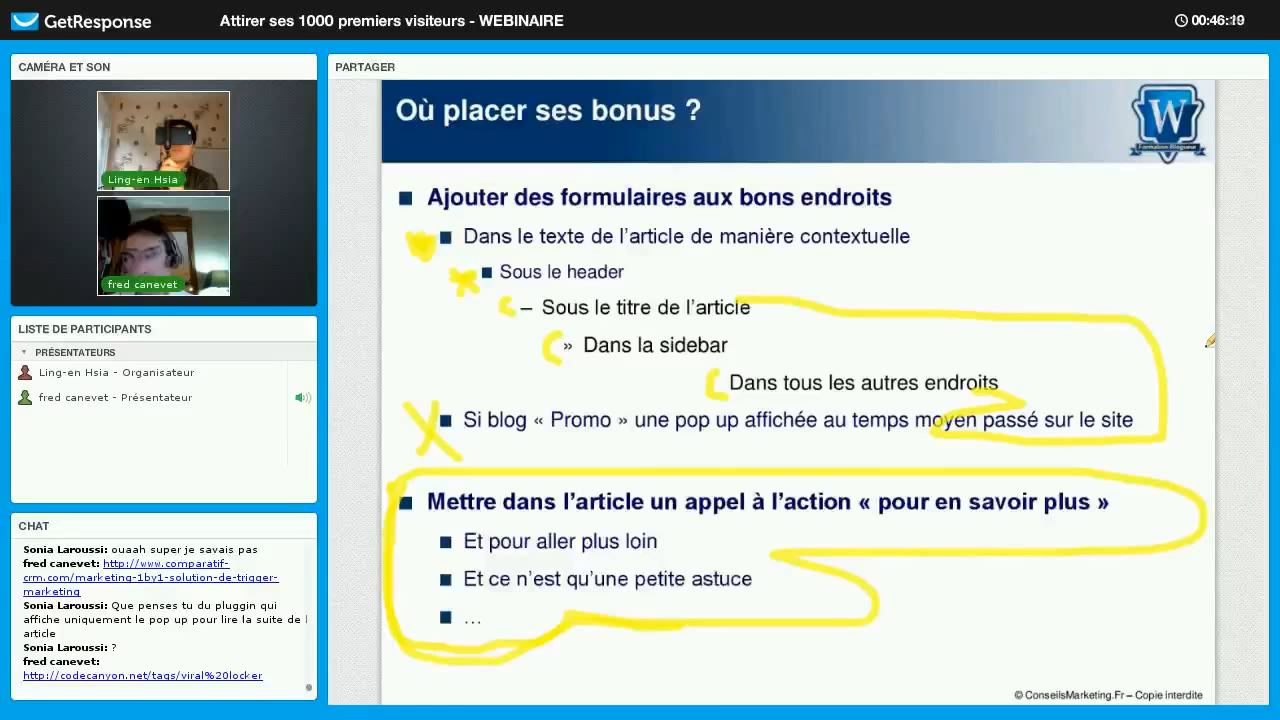 GetResponse
Attirer ses 1000 premiers visiteurs - WEBINAIRE
00:46:19
CAMÉRA ET SON
Ling-en Hsia
fred canevet
LISTE DE PARTICIPANTS
PRÉSENTATEURS
Ling-en Hsia - Organisateur
fred canevet - Présentateur
CHAT
Sonia Laroussi: ouaah super je savais pas
fred canevet: http://www.comparatif-
crm.com/marketing-1by1-solution-de-trigger-
marketing
Sonia Laroussi: Que penses tu du pluggin qui
affiche uniquement le pop up pour lire la suite de l
article
Sonia Laroussi: ?
fred canevet:
http://codecanyon.net/tags/viral%20locker
PARTAGER
Où placer ses bonus ?
W
Formation Blogueur
■ Ajouter des formulaires aux bons endroits
■ Dans le texte de l’article de manière contextuelle
■ Sous le header
– Sous le titre de l’article
» Dans la sidebar
Dans tous les autres endroits
■ Si blog « Promo » une pop up affichée au temps moyen passé sur le site
■ Mettre dans l’article un appel à l’action « pour en savoir plus »
■ Et pour aller plus loin
■ Et ce n’est qu’une petite astuce
■ …
© ConseilsMarketing.Fr – Copie interdite